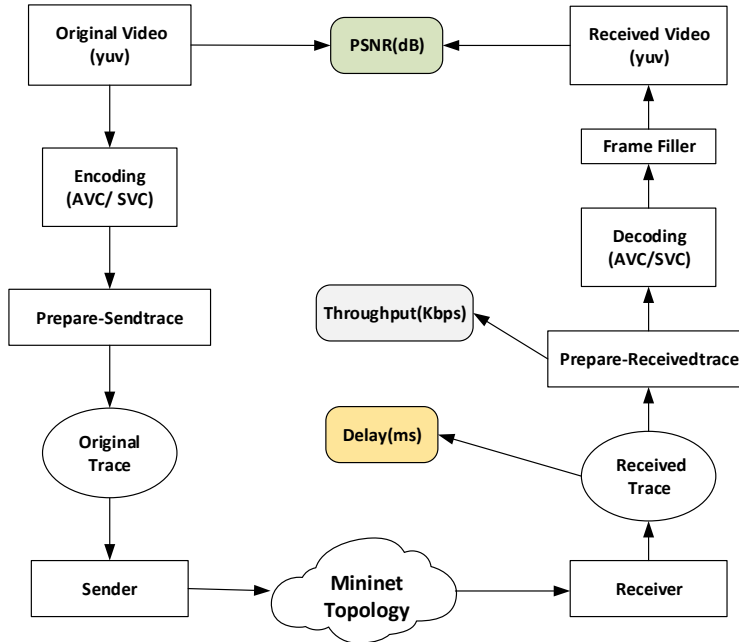 Original Video
(yuv)
PSNR(dB)
Received Video
(yuv)
Frame Filler
Encoding
(AVC/ SVC)
Decoding
(AVC/SVC)
Prepare-Sendtrace
Throughput(Kbps)
Prepare-Receivedtrace
Original
Trace
Delay(ms)
Received
Trace
Sender
Mininet
Topology
Receiver